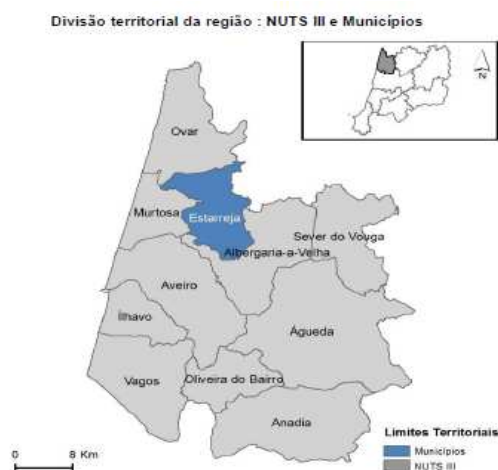 Divisão territorial da região : NUTS III e Municípios
N
Ovar
Murtosa
Estarreja
Sever do Vouga
Albergaria-a-Velha
Aveiro
Ílhavo
Águeda
Vagos
Oliveira do Bairro
Anadia
Limites Territoriais
Municípios
NUTS III
0 8 Km